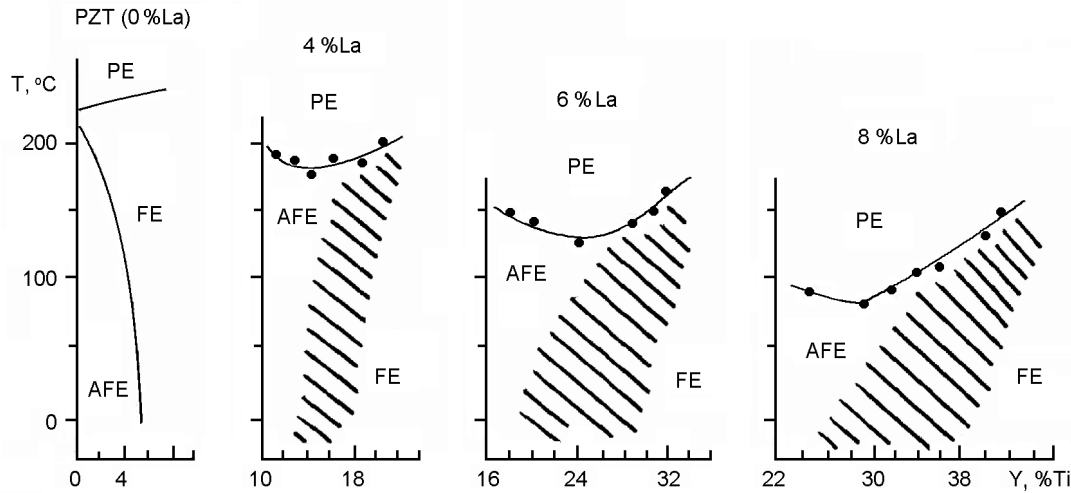 PZT (0 %La)
T, °C
PE
200
FE
100
AFE
0
0 4
4 %La
PE
AFE
FE
10 18
6 %La
PE
AFE
FE
16 24 32
8 %La
PE
AFE
FE
22 30 38 Y, %Ti